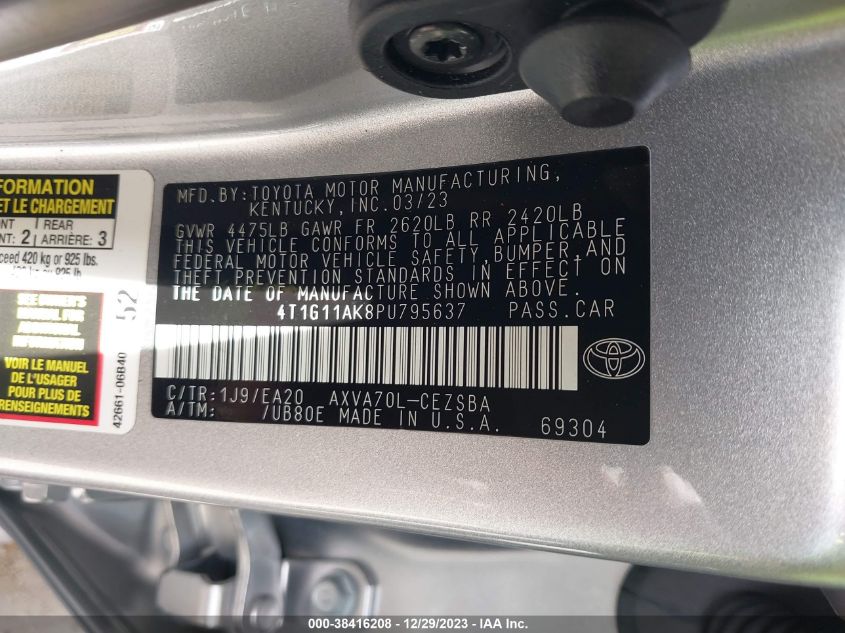 MFD.BY:TOYOTA MOTOR MANUFACTURING,
KENTUCKY,INC.03/23
GVWR 4475LB GAWR FR 2620LB RR 2420LB
THIS VEHICLE CONFORMS TO ALL APPLICABLE
FEDERAL MOTOR VEHICLE SAFETY,BUMPER,AND
THEFT PREVENTION STANDARDS IN EFFECT ON
THE DATE OF MANUFACTURE SHOWN ABOVE.
4T1G11AK8PU795637 PASS.CAR
C/TR:1J9/EA20 AXVA70L-CEZSBA
A/TM: /UB80E MADE IN U.S.A.
69304
FORMATION
ET LE CHARGEMENT
REAR
2 ARRIÈRE: 3
420 kg or 925 lbs.
SEE OWNER'S
MANUAL FOR
ADDITIONAL
VOIR LE MANUEL
DE L'USAGER
POUR PLUS DE
42661-06B40
52
000-38416208 - 12/29/2023 - IAA Inc.